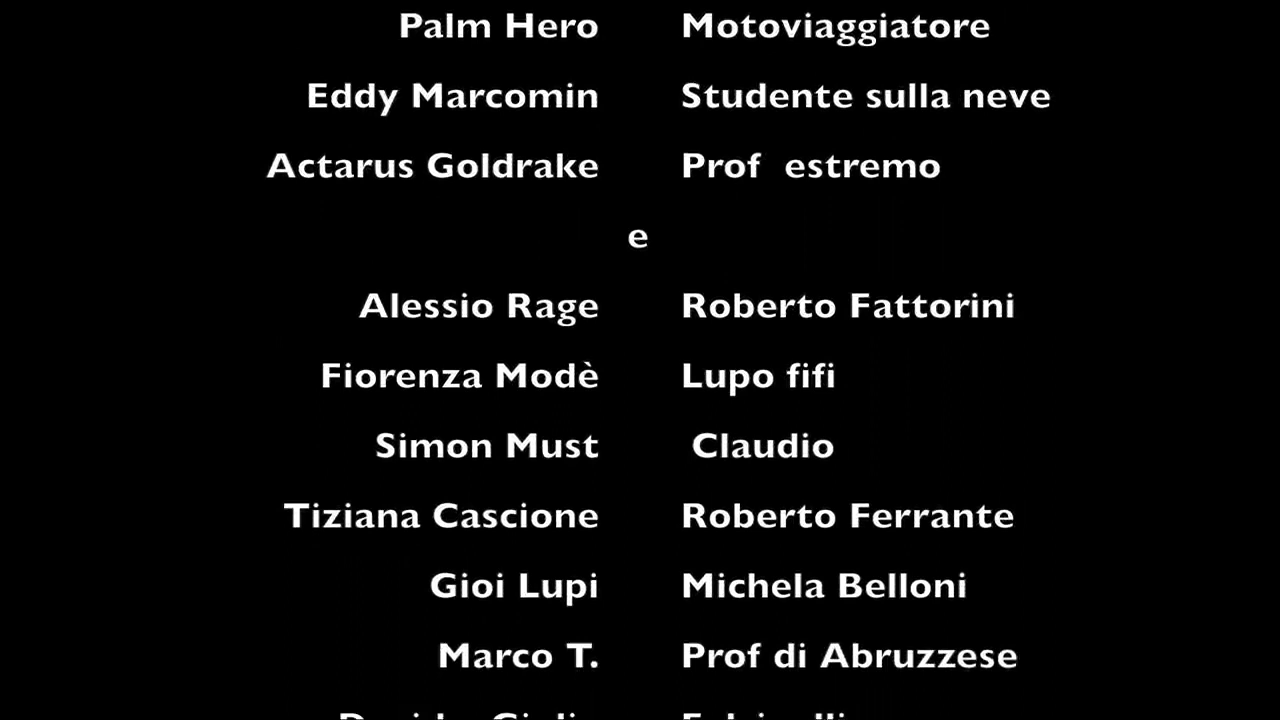 Palm Hero Motoviaggiatore
Eddy Marcomin Studente sulla neve
Actarus Goldrake Prof  estremo
e
Alessio Rage Roberto Fattorini
Fiorenza Modè Lupo fifi
Simon Must Claudio
Tiziana Cascione Roberto Ferrante
Gioi Lupi Michela Belloni
Marco T. Prof di Abruzzese